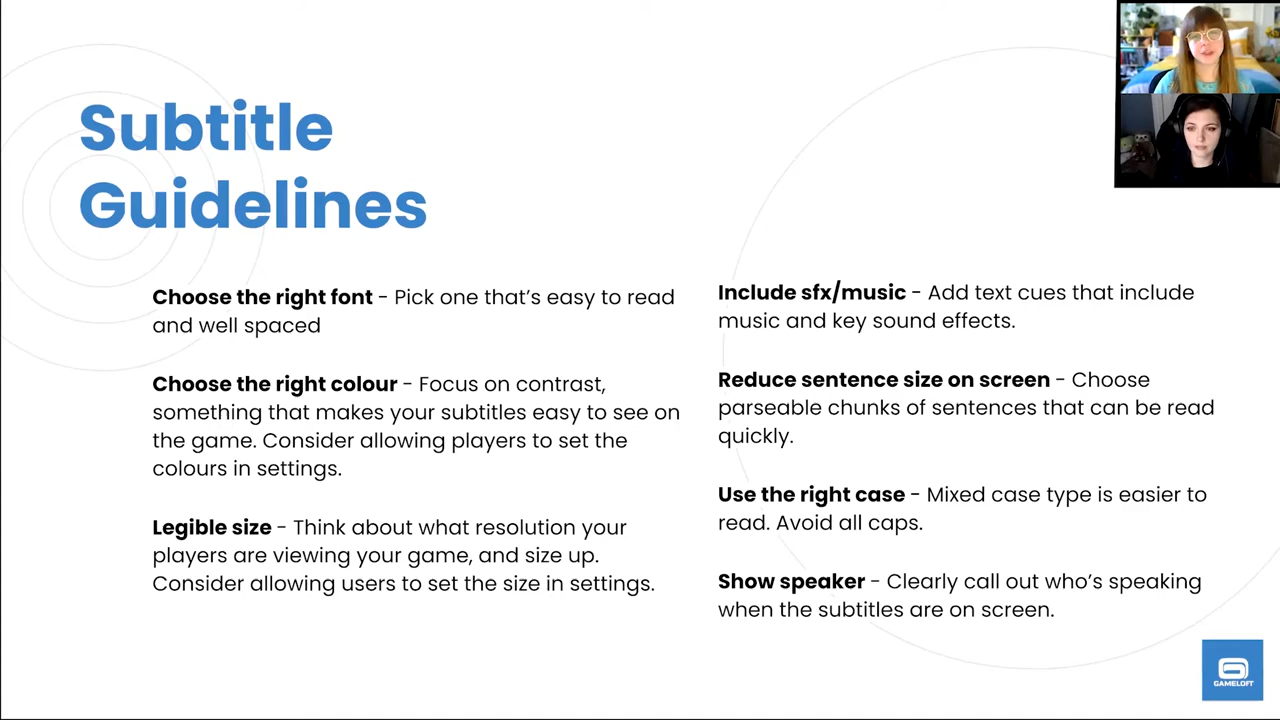 Subtitle
Guidelines
Choose the right font - Pick one that's easy to read
and well spaced
Choose the right colour - Focus on contrast,
something that makes your subtitles easy to see on
the game. Consider allowing players to set the
colours in settings.
Legible size - Think about what resolution your
players are viewing your game, and size up.
Consider allowing users to set the size in settings.
Include sfx/music - Add text cues that include
music and key sound effects.
Reduce sentence size on screen - Choose
parseable chunks of sentences that can be read
quickly.
Use the right case - Mixed case type is easier to
read. Avoid all caps.
Show speaker - Clearly call out who's speaking
when the subtitles are on screen.
GAMELOFT